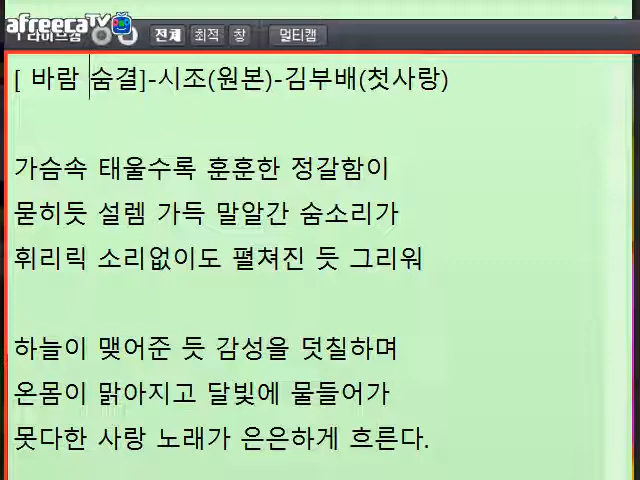 afreecaTV
라이브캠 전체 최적 창 멀티캠
[ 바람 숨결]-시조(원본)-김부배(첫사랑)
가슴속 태울수록 훈훈한 정갈함이
묻히듯 설렘 가득 말알간 숨소리가
휘리릭 소리없이도 펼쳐진 듯 그리워
하늘이 맺어준 듯 감성을 덧칠하며
온몸이 맑아지고 달빛에 물들어가
못다한 사랑 노래가 은은하게 흐른다.